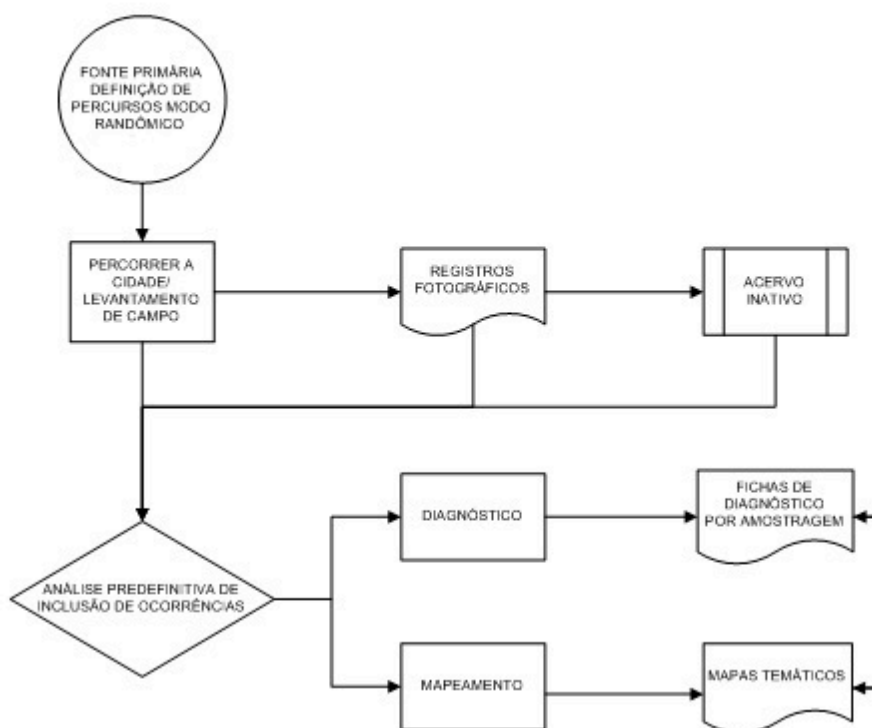 FONTE PRIMÁRIA
DEFINIÇÃO DE
PERCURSOS MODO
RANDÔMICO
PERCORRER A
CIDADE/
LEVANTAMENTO
DE CAMPO
REGISTROS
FOTOGRÁFICOS
ACERVO
INATIVO
ANÁLISE PREDEFINITIVA DE
INCLUSÃO DE OCORRÊNCIAS
DIAGNÓSTICO
FICHAS DE
DIAGNÓSTICO
POR AMOSTRAGEM
MAPEAMENTO
MAPAS TEMÁTICOS